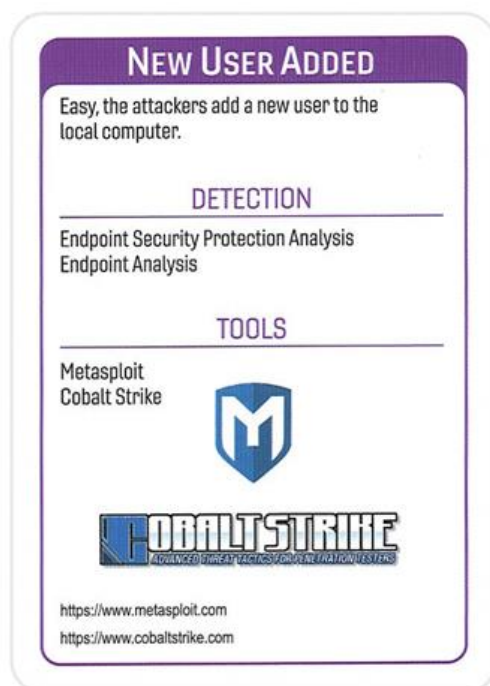 NEW USER ADDED
Easy, the attackers add a new user to the
local computer.
DETECTION
Endpoint Security Protection Analysis
Endpoint Analysis
TOOLS
Metasploit
Cobalt Strike
M
COBALT STRIKE
ADVANCED THREAT TACTICS FOR PENETRATION TESTERS
https://www.metasploit.com
https://www.cobaltstrike.com